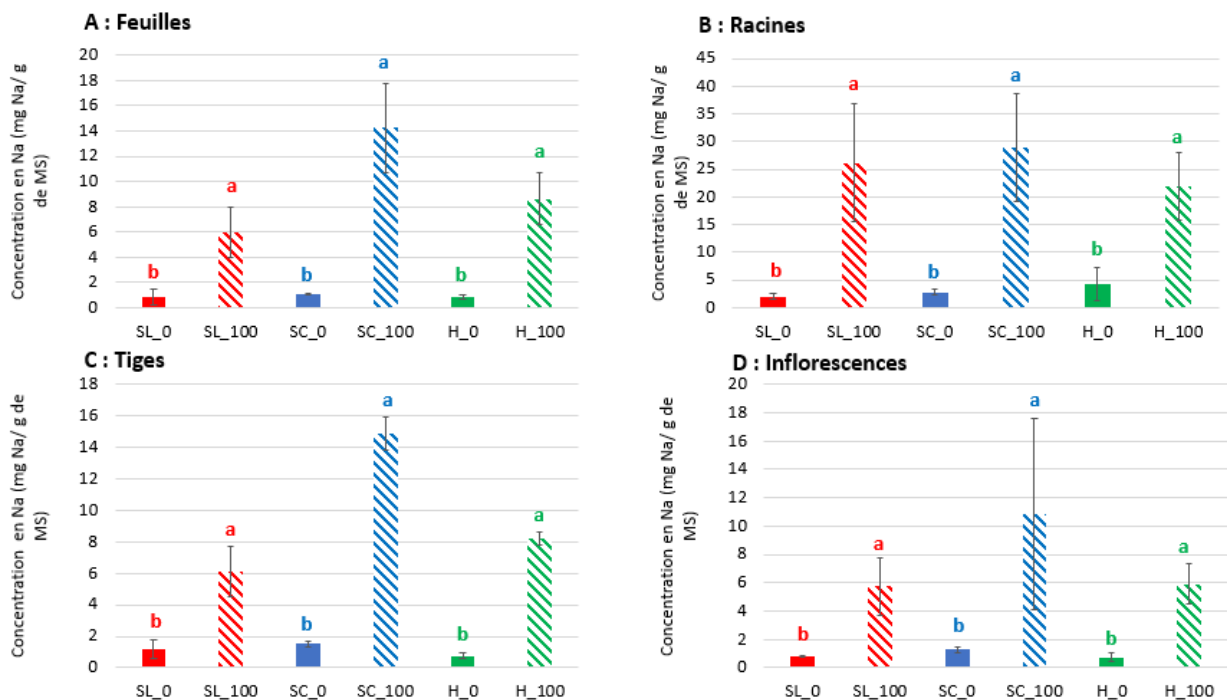 A : Feuilles
Concentration en Na (mg Na/ g
de MS)
20
18
16
14
12
10
8
6
4
2
0
b
a
b
a
b
a
SL_0
SL_100
SC_0
SC_100
H_0
H_100
B : Racines
Concentration en Na (mg Na/ g
de MS)
45
40
35
30
25
20
15
10
5
0
b
a
b
a
b
a
SL_0
SL_100
SC_0
SC_100
H_0
H_100
C : Tiges
Concentration en Na (mg Na/ g de
MS)
18
16
14
12
10
8
6
4
2
0
b
a
b
a
b
a
SL_0
SL_100
SC_0
SC_100
H_0
H_100
D : Inflorescences
Concentration en Na (mg Na/ g de
MS)
20
18
16
14
12
10
8
6
4
2
0
b
a
b
a
b
a
SL_0
SL_100
SC_0
SC_100
H_0
H_100